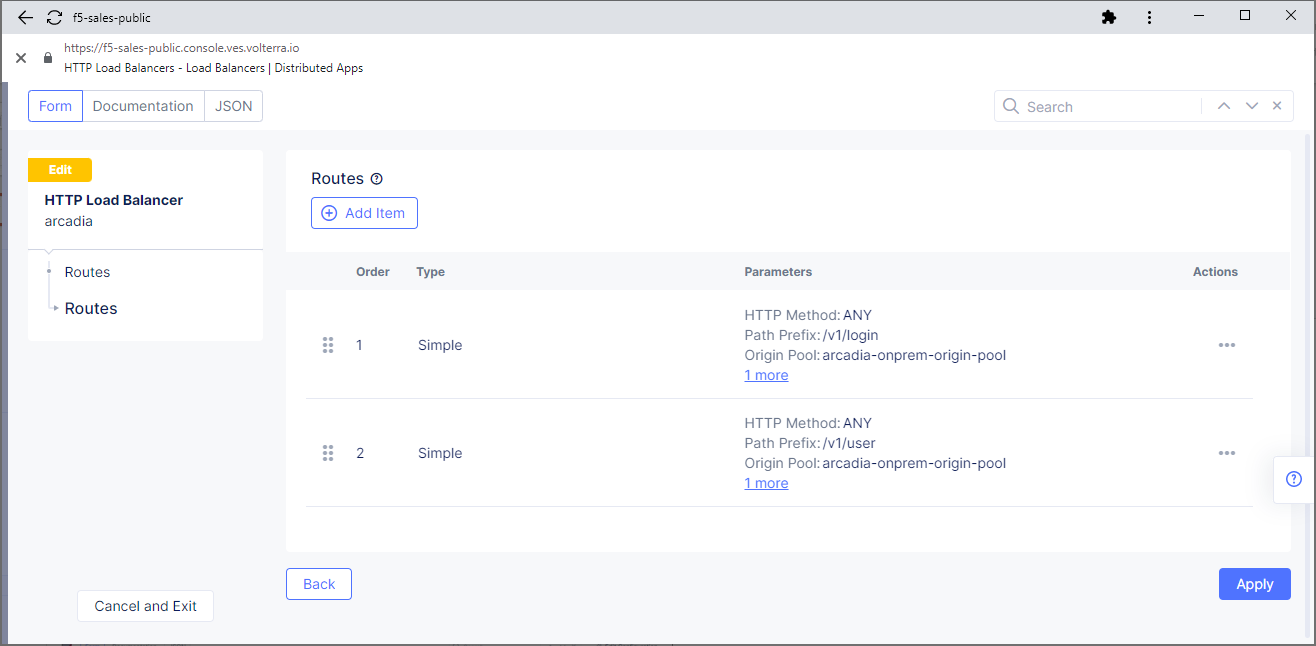 f5-sales-public
https://f5-sales-public.console.ves.volterra.io
HTTP Load Balancers - Load Balancers | Distributed Apps
Form Documentation JSON
Search
Edit
HTTP Load Balancer
arcadia
Routes
Routes
Cancel and Exit
Routes
Add Item
Order Type Parameters Actions
1 Simple
HTTP Method: ANY
Path Prefix: /v1/login
Origin Pool: arcadia-onprem-origin-pool
1 more
2 Simple
HTTP Method: ANY
Path Prefix: /v1/user
Origin Pool: arcadia-onprem-origin-pool
1 more
Back
Apply